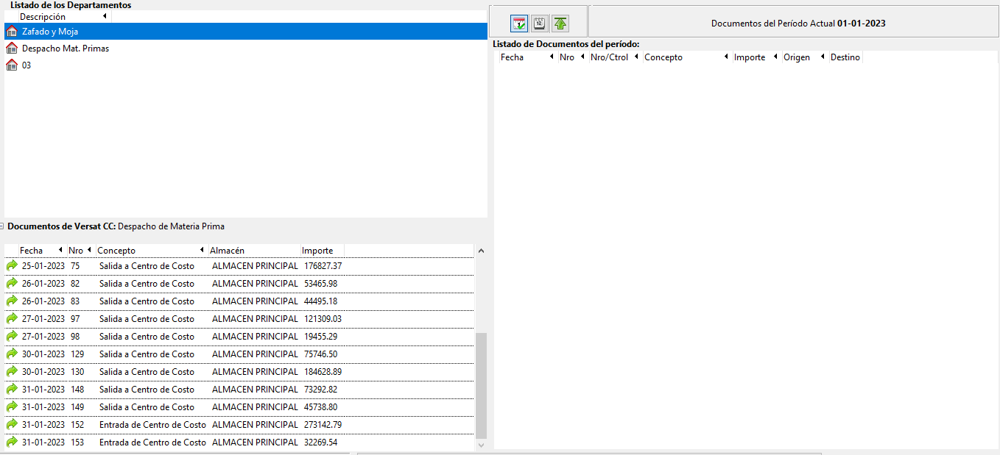 Listado de los Departamentos
Descripción
Zafado y Moja
Despacho Mat. Primas
03
Documentos de Versat CC: Despacho de Materia Prima
Fecha Nro Concepto Almacén Importe
25-01-2023 75 Salida a Centro de Costo ALMACEN PRINCIPAL 176827.37
26-01-2023 82 Salida a Centro de Costo ALMACEN PRINCIPAL 53465.98
26-01-2023 83 Salida a Centro de Costo ALMACEN PRINCIPAL 44495.18
27-01-2023 97 Salida a Centro de Costo ALMACEN PRINCIPAL 121309.03
27-01-2023 98 Salida a Centro de Costo ALMACEN PRINCIPAL 19455.29
30-01-2023 129 Salida a Centro de Costo ALMACEN PRINCIPAL 75746.50
30-01-2023 130 Salida a Centro de Costo ALMACEN PRINCIPAL 184628.89
31-01-2023 148 Salida a Centro de Costo ALMACEN PRINCIPAL 73292.82
31-01-2023 149 Salida a Centro de Costo ALMACEN PRINCIPAL 45738.80
31-01-2023 152 Entrada de Centro de Costo ALMACEN PRINCIPAL 273142.79
31-01-2023 153 Entrada de Centro de Costo ALMACEN PRINCIPAL 32269.54
12
Documentos del Período Actual 01-01-2023
Listado de Documentos del período:
Fecha Nro Nro/Ctrol Concepto Importe Origen Destino